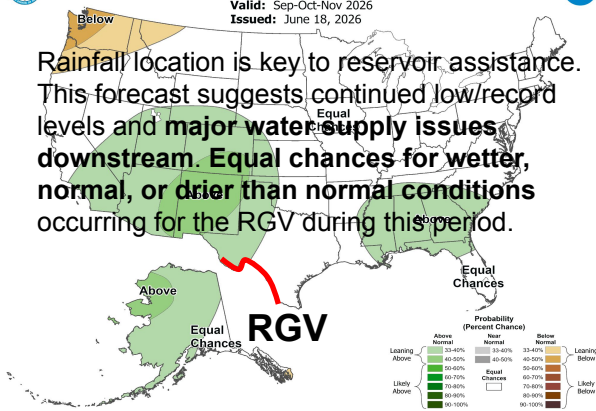 Valid: Sep-Oct-Nov 2026
Issued: June 18, 2026
Below
Rainfall location is key to reservoir assistance.
This forecast suggests continued low/record
levels and major water supply issues
downstream. Equal chances for wetter,
normal, or drier than normal conditions
occurring for the RGV during this period.
Equal
Chances
Above
Above
Equal
Chances
Above
Equal
Chances
RGV
Probability
(Percent Chance)
Above
Normal
Near
Normal
Below
Normal
Leaning
Above
33-40%
33-40%
33-40%
Leaning
Below
40-50%
40-50%
40-50%
50-60%
Equal
Chances
50-60%
60-70%
60-70%
Likely
Above
70-80%
70-80%
Likely
Below
80-90%
80-90%
90-100%
90-100%